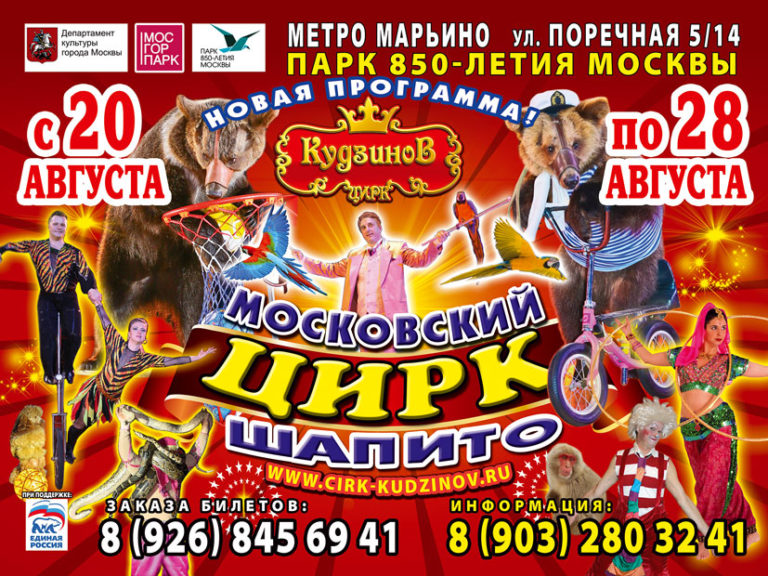 Департамент
культуры
города Москвы
МОС
ГОР
ПАРК
ПАРК
850-ЛЕТИЯ
МОСКВЫ
МЕТРО МАРЬИНО ул. ПОРЕЧНАЯ 5/14
ПАРК 850-ЛЕТИЯ МОСКВЫ
НОВАЯ ПРОГРАММА!
с 20
АВГУСТА
Кудзинов
ЦИРК
по 28
АВГУСТА
МОСКОВСКИЙ
ЦИРК
ШАПИТО
WWW.CIRK-KUDZINOV.RU
ПРИ ПОДДЕРЖКЕ:
ЕДИНАЯ
РОССИЯ
ЗАКАЗА БИЛЕТОВ:
8 (926) 845 69 41
ИНФОРМАЦИЯ:
8 (903) 280 32 41